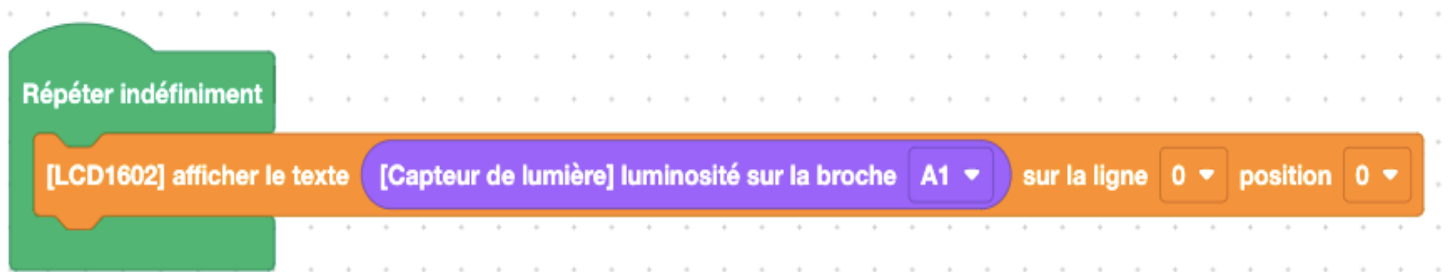 Répéter indéfiniment
[LCD1602] afficher le texte [Capteur de lumière] luminosité sur la broche A1 sur la ligne 0 position 0